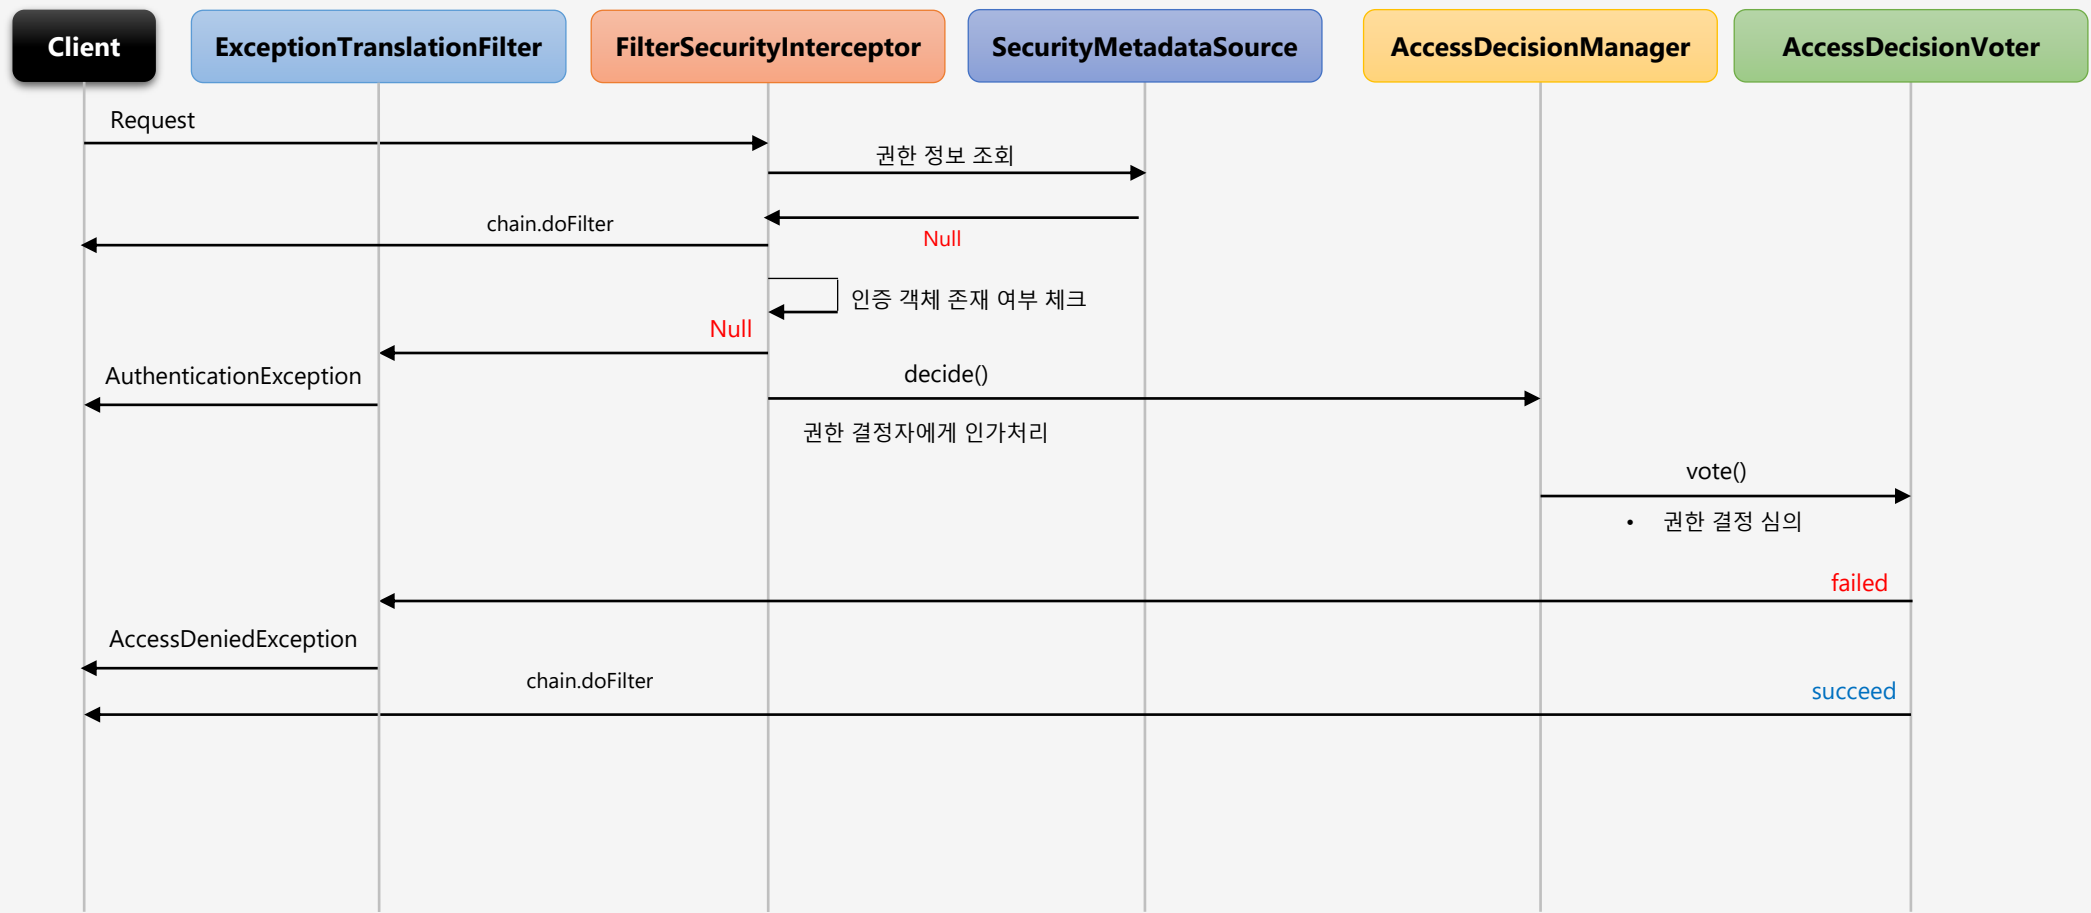 Client
ExceptionTranslationFilter
FilterSecurityInterceptor
SecurityMetadataSource
AccessDecisionManager
AccessDecisionVoter
Request
권한 정보 조회
chain.doFilter
Null
인증 객체 존재 여부 체크
Null
AuthenticationException
decide()
권한 결정자에게 인가처리
vote()
• 권한 결정 심의
failed
AccessDeniedException
chain.doFilter
succeed